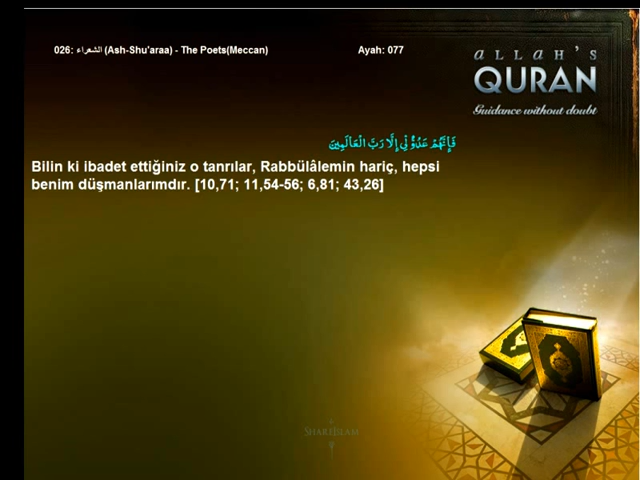 026: الشعراء (Ash-Shu'araa) - The Poets(Meccan) Ayah: 077
ALLAH'S
QURAN
Guidance without doubt
فَإِنَّهُمْ عَدُوٌّ لِّي إِلَّا رَبَّ الْعَالَمِينَ
Bilin ki ibadet ettiğiniz o tanrılar, Rabbülâlemin hariç, hepsi
benim düşmanlarımdır. [10,71; 11,54-56; 6,81; 43,26]
SHAREISLAM